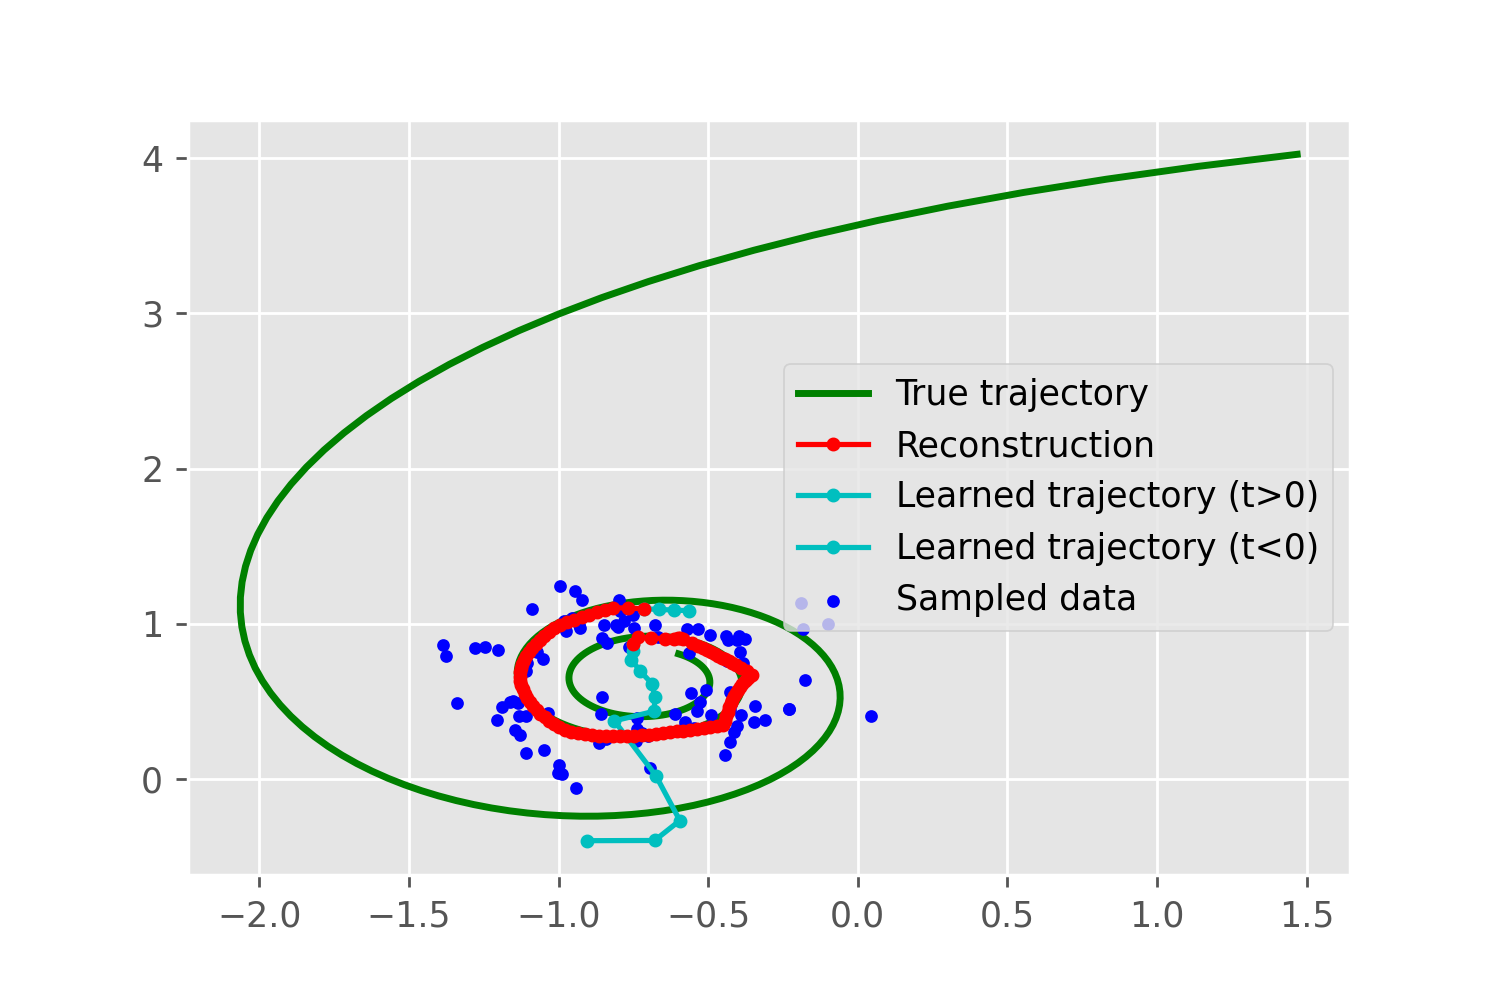 4
3
2
1
0
True trajectory
Reconstruction
Learned trajectory (t>0)
Learned trajectory (t<0)
Sampled data
−2.0 −1.5 −1.0 −0.5 0.0 0.5 1.0 1.5